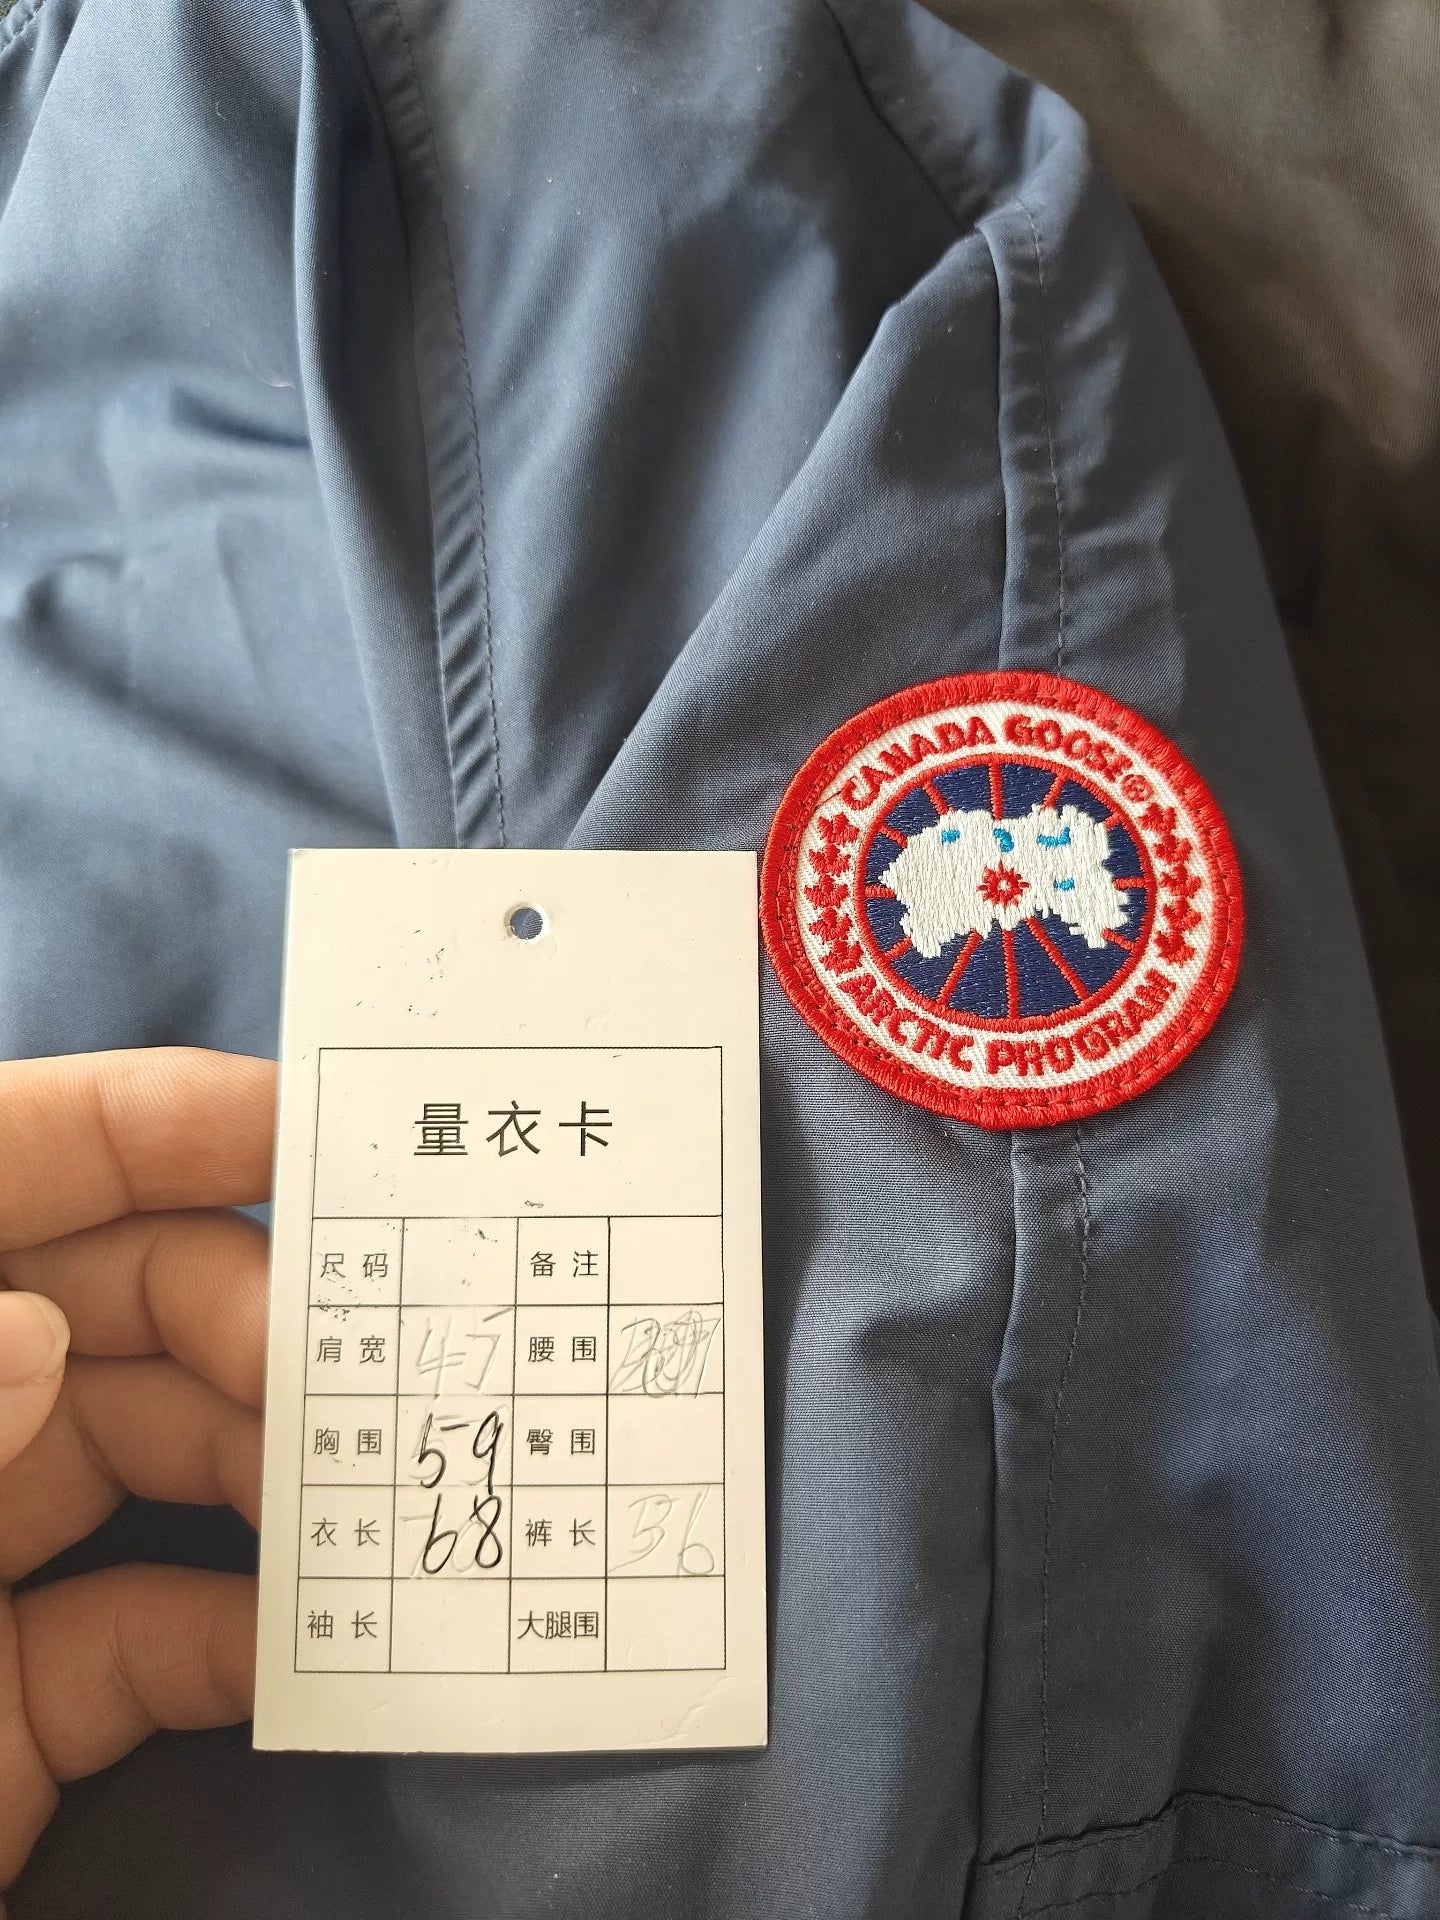 CANADA GOOSE®
ARCTIC PROGRAM
量衣卡
尺码 备注
肩宽 45 腰围
胸围 59 臀围
衣长 68 裤长 36
袖长 大腿围